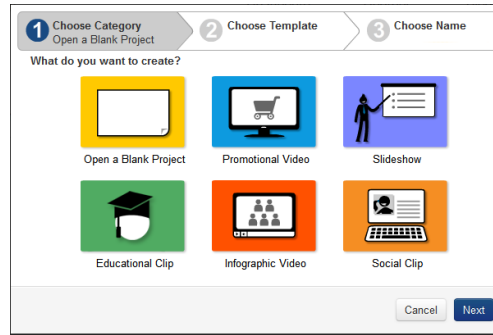 1 Choose Category
Open a Blank Project
2 Choose Template
3 Choose Name
What do you want to create?
Open a Blank Project
Promotional Video
Slideshow
Educational Clip
Infographic Video
Social Clip
Cancel
Next